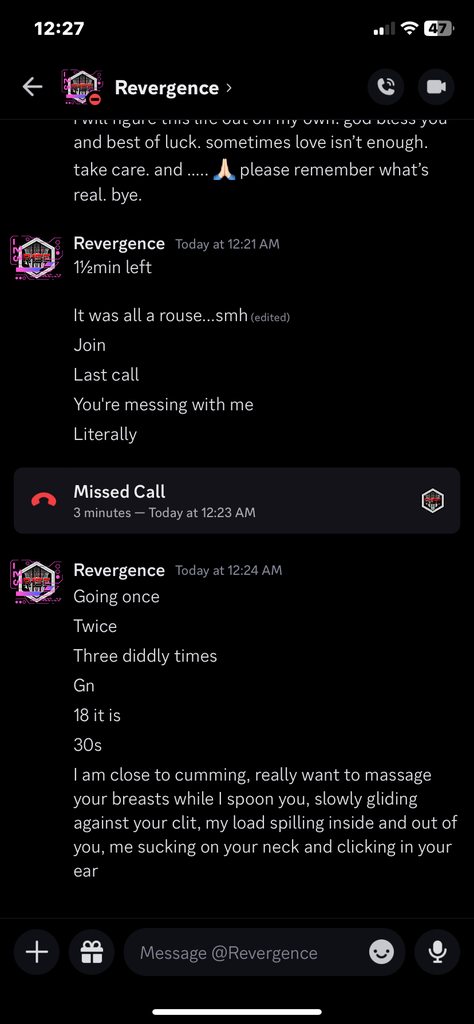 12:27
47
Revergence
I will figure this life out on my own. god bless you
and best of luck. sometimes love isn't enough.
take care. and ..... 🙏🏻 please remember what's
real. bye.
Revergence Today at 12:21 AM
1½min left
It was all a rouse...smh (edited)
Join
Last call
You're messing with me
Literally
Missed Call
3 minutes — Today at 12:23 AM
Revergence Today at 12:24 AM
Going once
Twice
Three diddly times
Gn
18 it is
30s
I am close to cumming, really want to massage
your breasts while I spoon you, slowly gliding
against your clit, my load spilling inside and out of
you, me sucking on your neck and clicking in your
ear
Message @Revergence